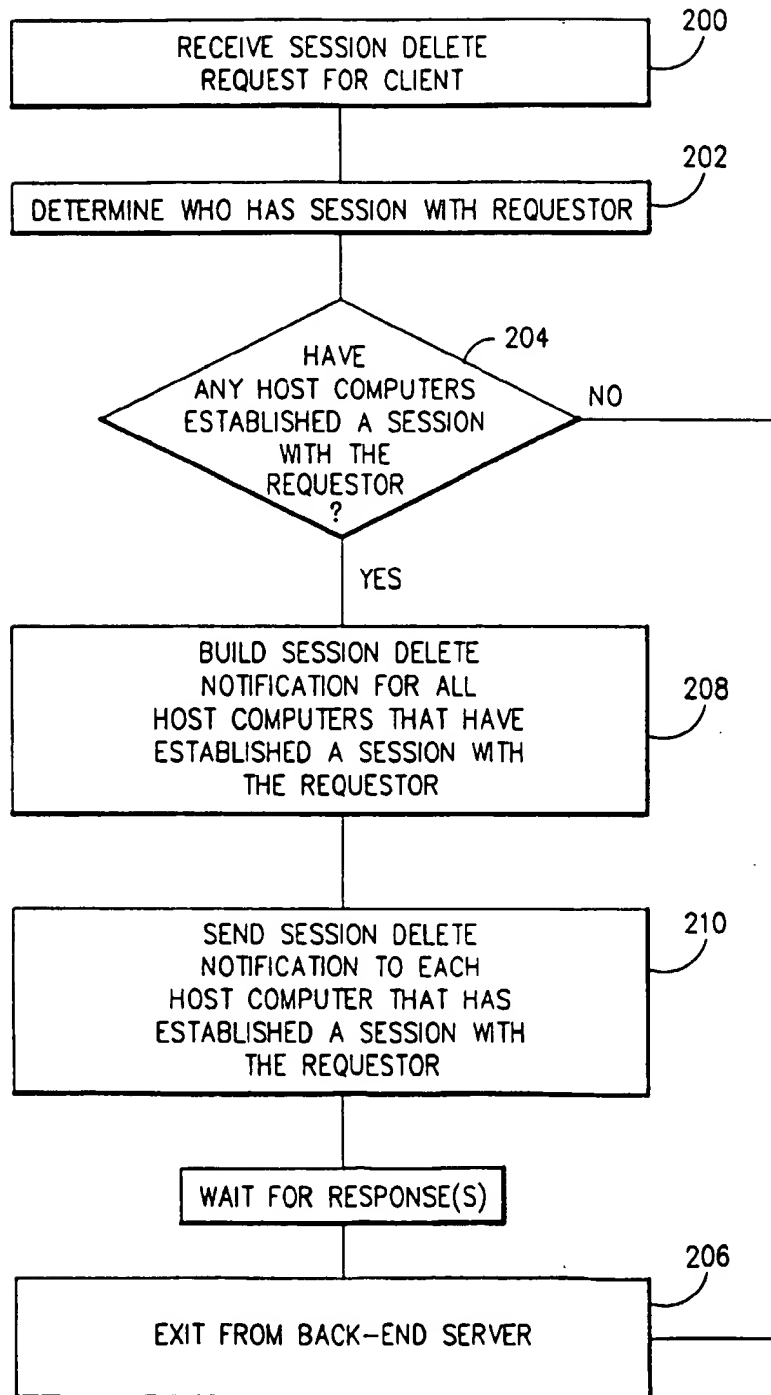 200
RECEIVE SESSION DELETE
REQUEST FOR CLIENT
202
DETERMINE WHO HAS SESSION WITH REQUESTOR
204
HAVE
ANY HOST COMPUTERS
ESTABLISHED A SESSION
WITH THE
REQUESTOR
?
NO
YES
BUILD SESSION DELETE
NOTIFICATION FOR ALL
HOST COMPUTERS THAT HAVE
ESTABLISHED A SESSION WITH
THE REQUESTOR
208
SEND SESSION DELETE
NOTIFICATION TO EACH
HOST COMPUTER THAT HAS
ESTABLISHED A SESSION WITH
THE REQUESTOR
210
WAIT FOR RESPONSE(S)
206
EXIT FROM BACK-END SERVER